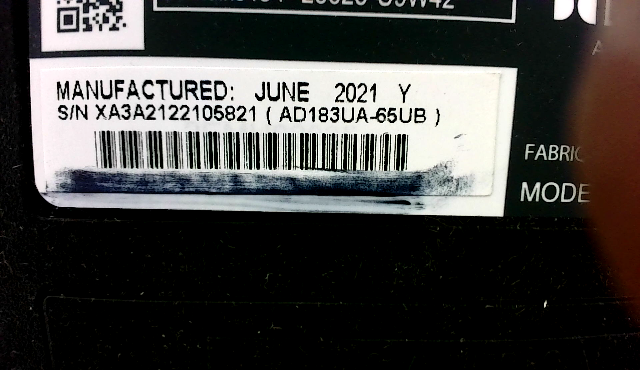 MANUFACTURED: JUNE 2021 Y
S/N XA3A2122105821 ( AD183UA-65UB )
FABRIC
MODE